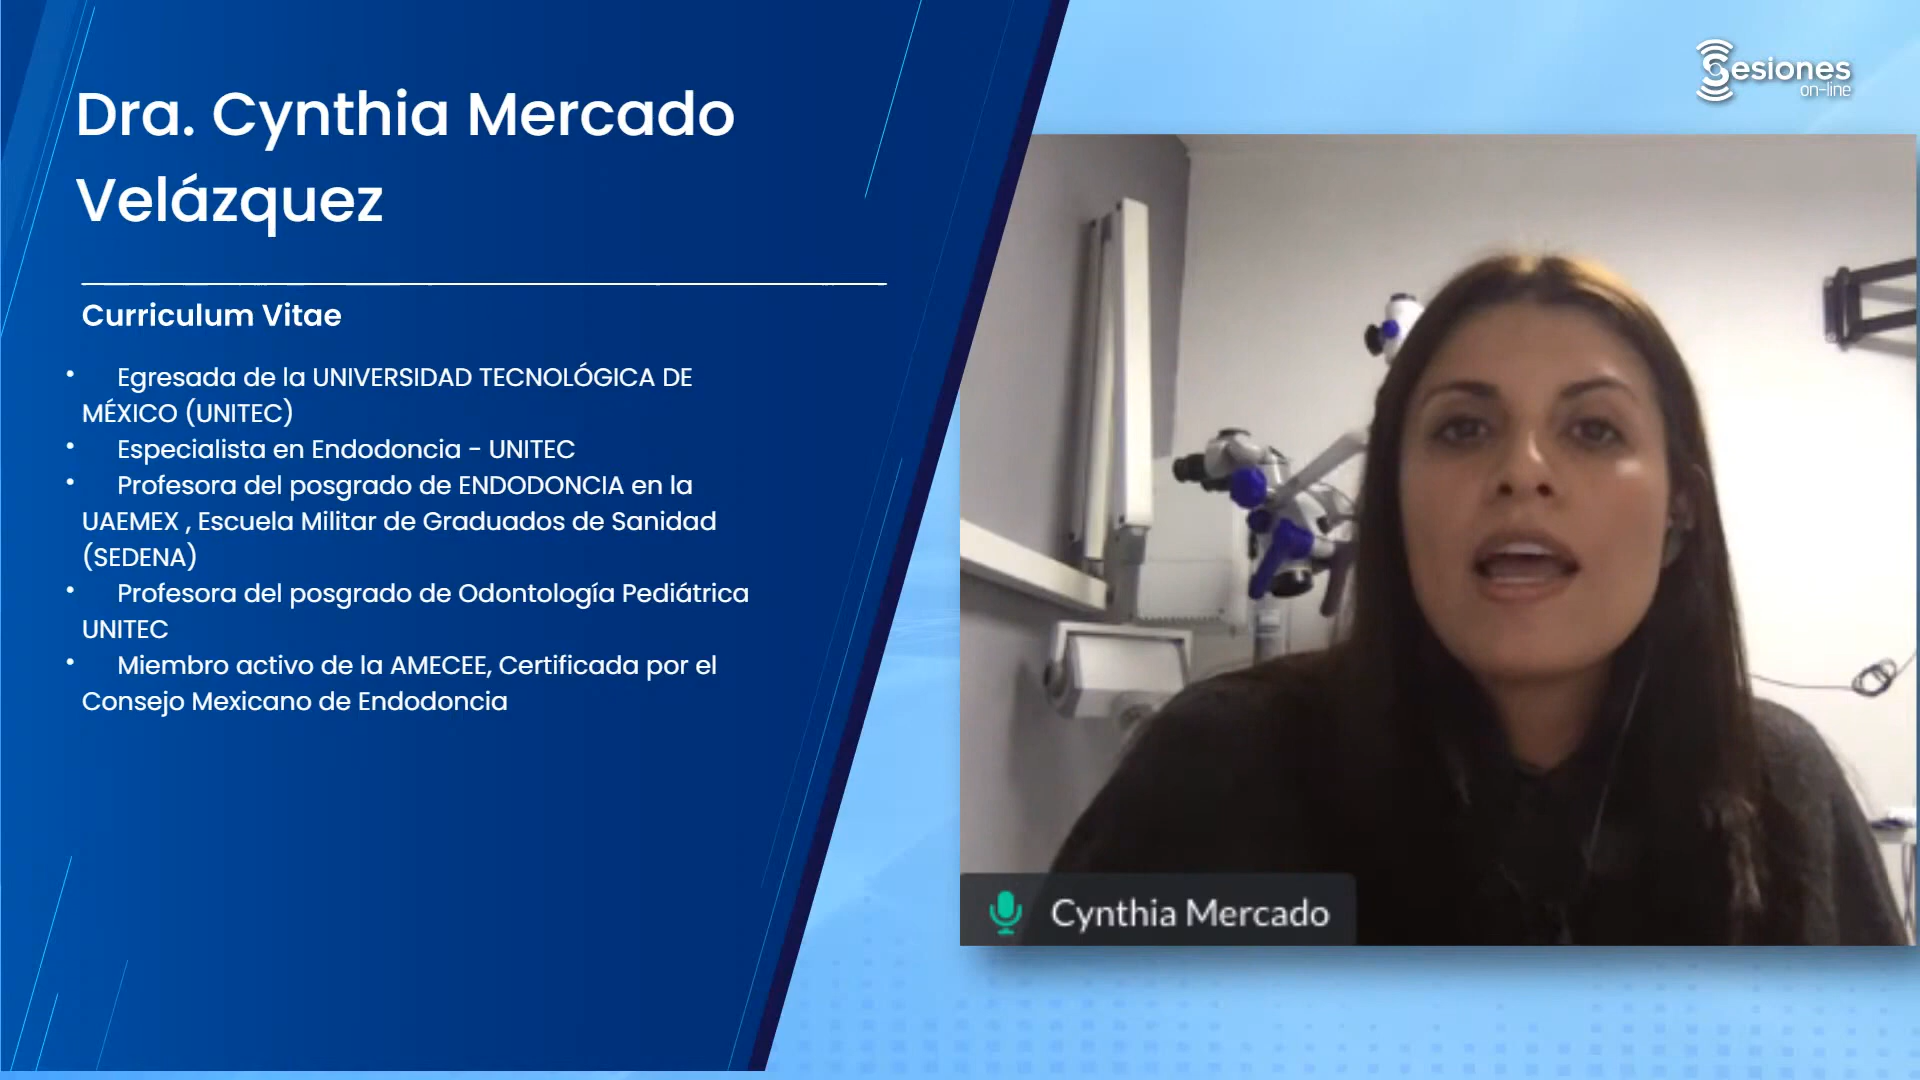 Dra. Cynthia Mercado
Velázquez
Curriculum Vitae
• Egresada de la UNIVERSIDAD TECNOLÓGICA DE
MÉXICO (UNITEC)
• Especialista en Endodoncia - UNITEC
• Profesora del posgrado de ENDODONCIA en la
UAEMEX , Escuela Militar de Graduados de Sanidad
(SEDENA)
• Profesora del posgrado de Odontología Pediátrica
UNITEC
• Miembro activo de la AMECEE, Certificada por el
Consejo Mexicano de Endodoncia
Sesiones
on-line
Cynthia Mercado